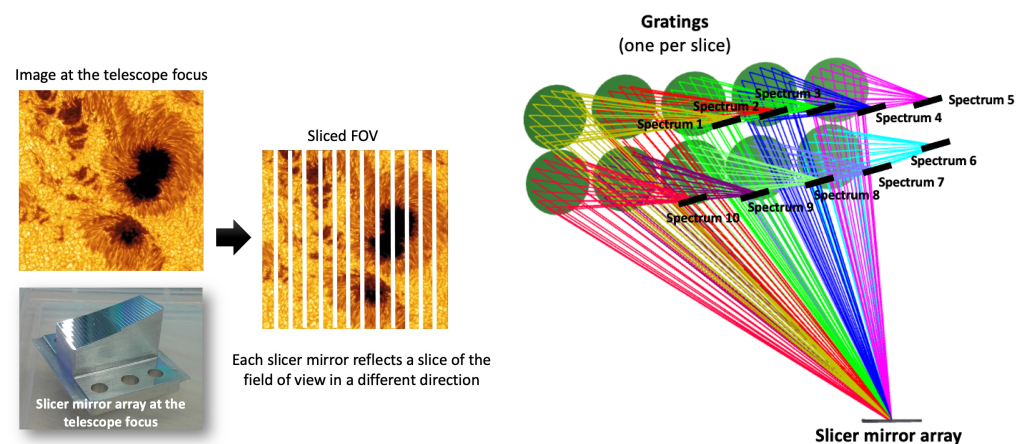 Image at the telescope focus
Sliced FOV
Each slicer mirror reflects a slice of the
field of view in a different direction
Slicer mirror array at the
telescope focus
Gratings
(one per slice)
Spectrum 1
Spectrum 2
Spectrum 3
Spectrum 4
Spectrum 5
Spectrum 6
Spectrum 7
Spectrum 8
Spectrum 9
Spectrum 10
Slicer mirror array